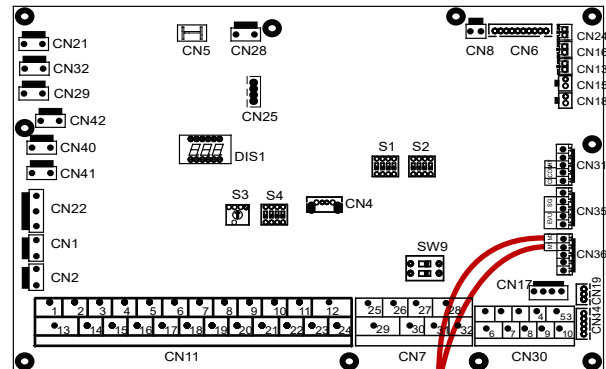 CN21
CN32
CN29
CN42
CN40
CN41
CN22
CN1
CN2
CN5
CN28
CN25
DIS1
S3
S4
CN4
S1
S2
SW9
CN8
CN6
CN24
CN16
CN13
CN15
CN18
CN31
CN35
CN36
CN17
CN19
CN34
1 2 3 4 5 6 7 8 9 10 11 12
13 14 15 16 17 18 19 20 21 22 23 24
CN11
25 26 27 28
29 30 31 32
CN7
4 53
6 7 8 9 10
CN30